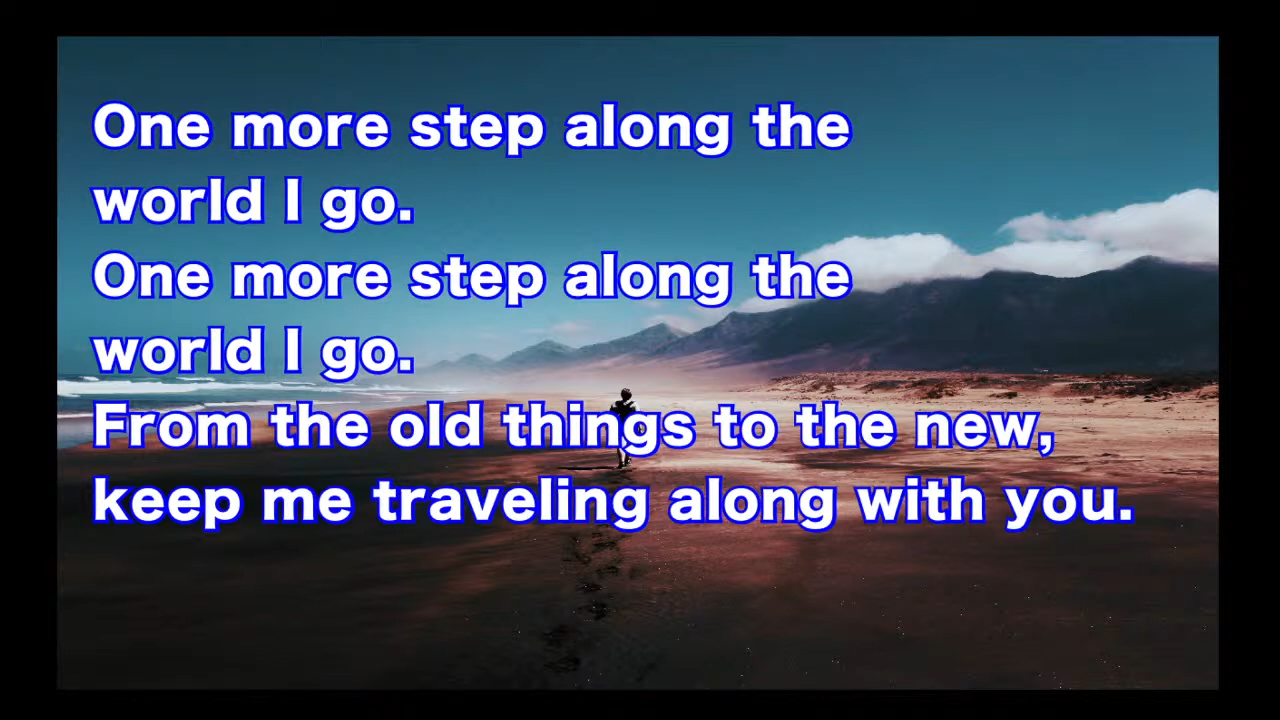 One more step along the
world I go.
One more step along the
world I go.
From the old things to the new,
keep me traveling along with you.